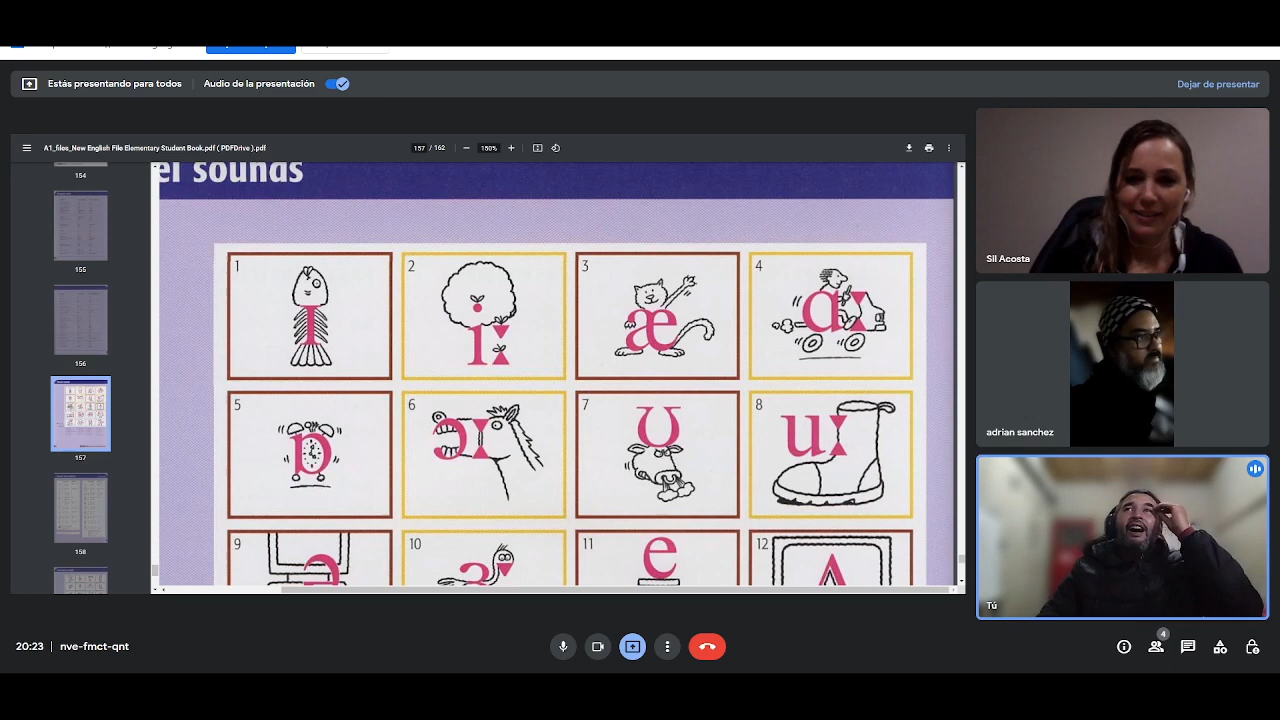 Estás presentando para todos
Audio de la presentación
Dejar de presentar
A1_files_New English File Elementary Student Book.pdf ( PDFDrive ).pdf
157 / 162
150%
154
155
156
157
158
el sounds
1
ɪ
2
iː
3
æ
4
ɑː
5
ɒ
6
ɔː
7
ʊ
8
uː
9
ə
10
11
e
12
Sil Acosta
adrian sanchez
Tú
20:23
nve-fmct-qnt
4